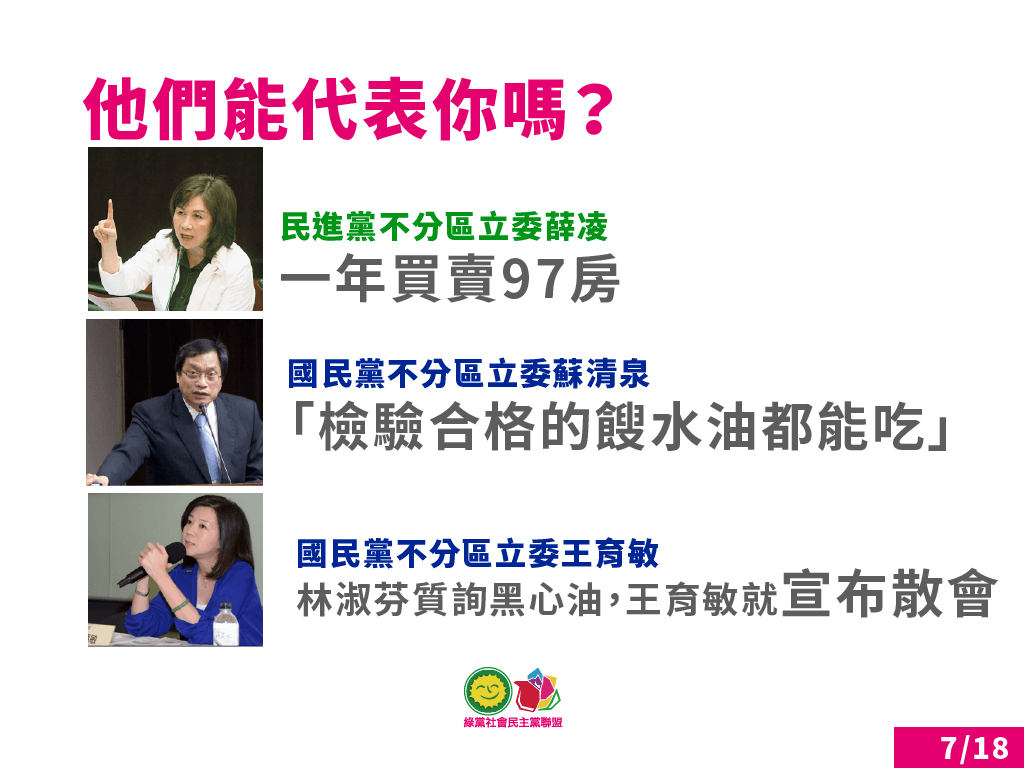 他們能代表你嗎？
民進黨不分區立委薛凌
一年買賣97房
國民黨不分區立委蘇清泉
「檢驗合格的餿水油都能吃」
國民黨不分區立委王育敏
林淑芬質詢黑心油，王育敏就宣布散會
敏
綠黨社會民主黨聯盟
7/18